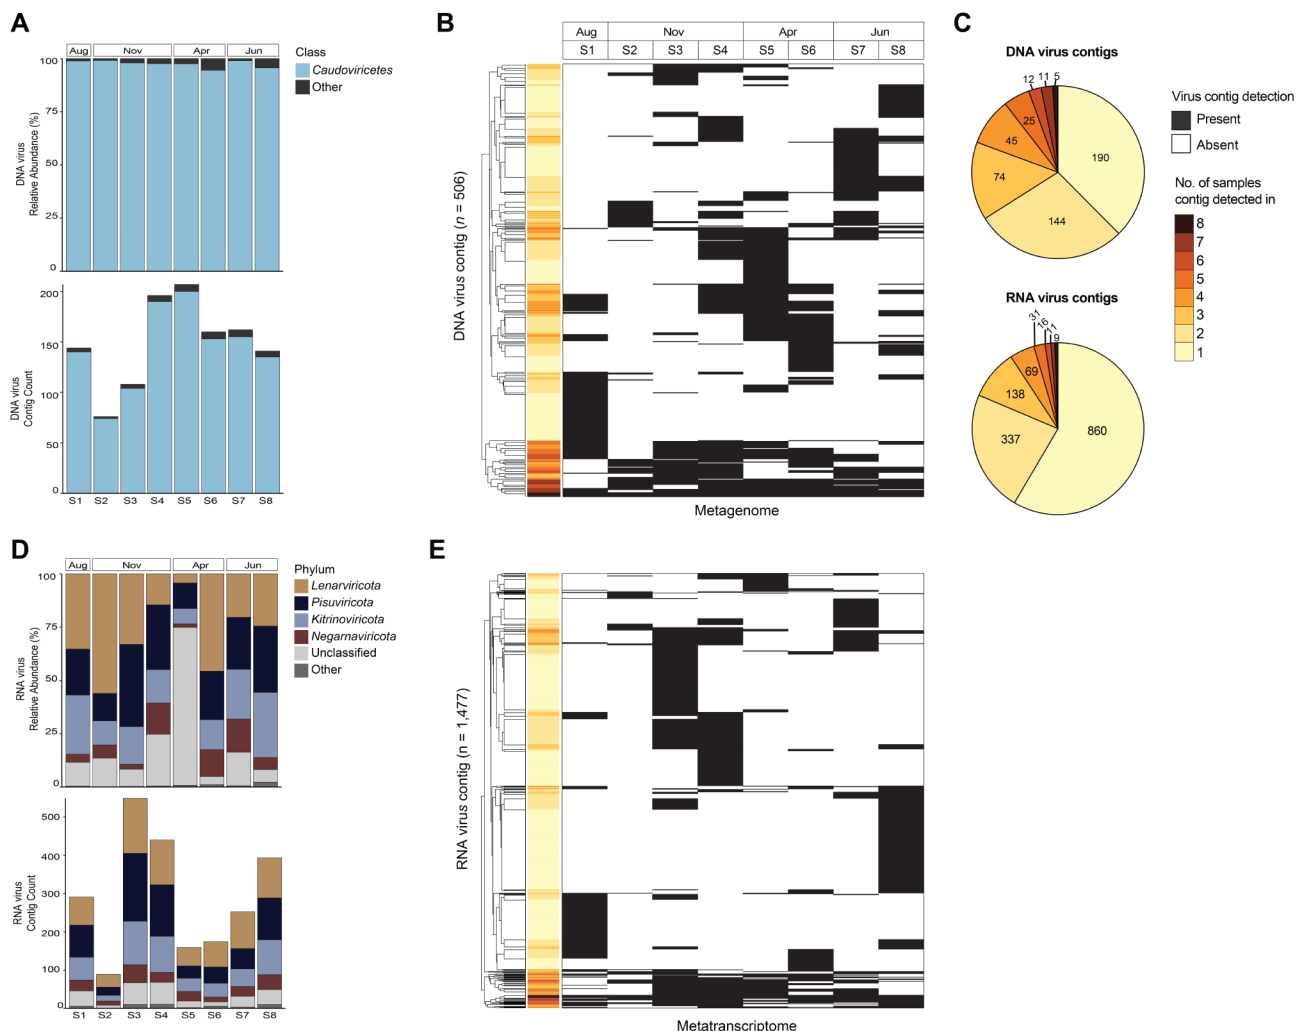 A
Aug Nov Apr Jun
100
75
50
25
0
DNA virus
Relative Abundance (%)
Class
Caudoviricetes
Other
200
150
100
50
0
DNA virus
Contig Count
S1 S2 S3 S4 S5 S6 S7 S8
B
Aug Nov Apr Jun
S1 S2 S3 S4 S5 S6 S7 S8
DNA virus contig (n = 506)
Metagenome
C
DNA virus contigs
12 11 5
25
45
74
144
190
RNA virus contigs
31
16
11
9
69
138
337
860
Virus contig detection
Present
Absent
No. of samples
contig detected in
8
7
6
5
4
3
2
1
D
Aug Nov Apr Jun
100
75
50
25
0
RNA virus
Relative Abundance (%)
Phylum
Lenarviricota
Pisuviricota
Kitrinoviricota
Negarnaviricota
Unclassified
Other
500
400
300
200
100
0
RNA virus
Contig Count
S1 S2 S3 S4 S5 S6 S7 S8
E
RNA virus contig (n = 1,477)
Metatranscriptome